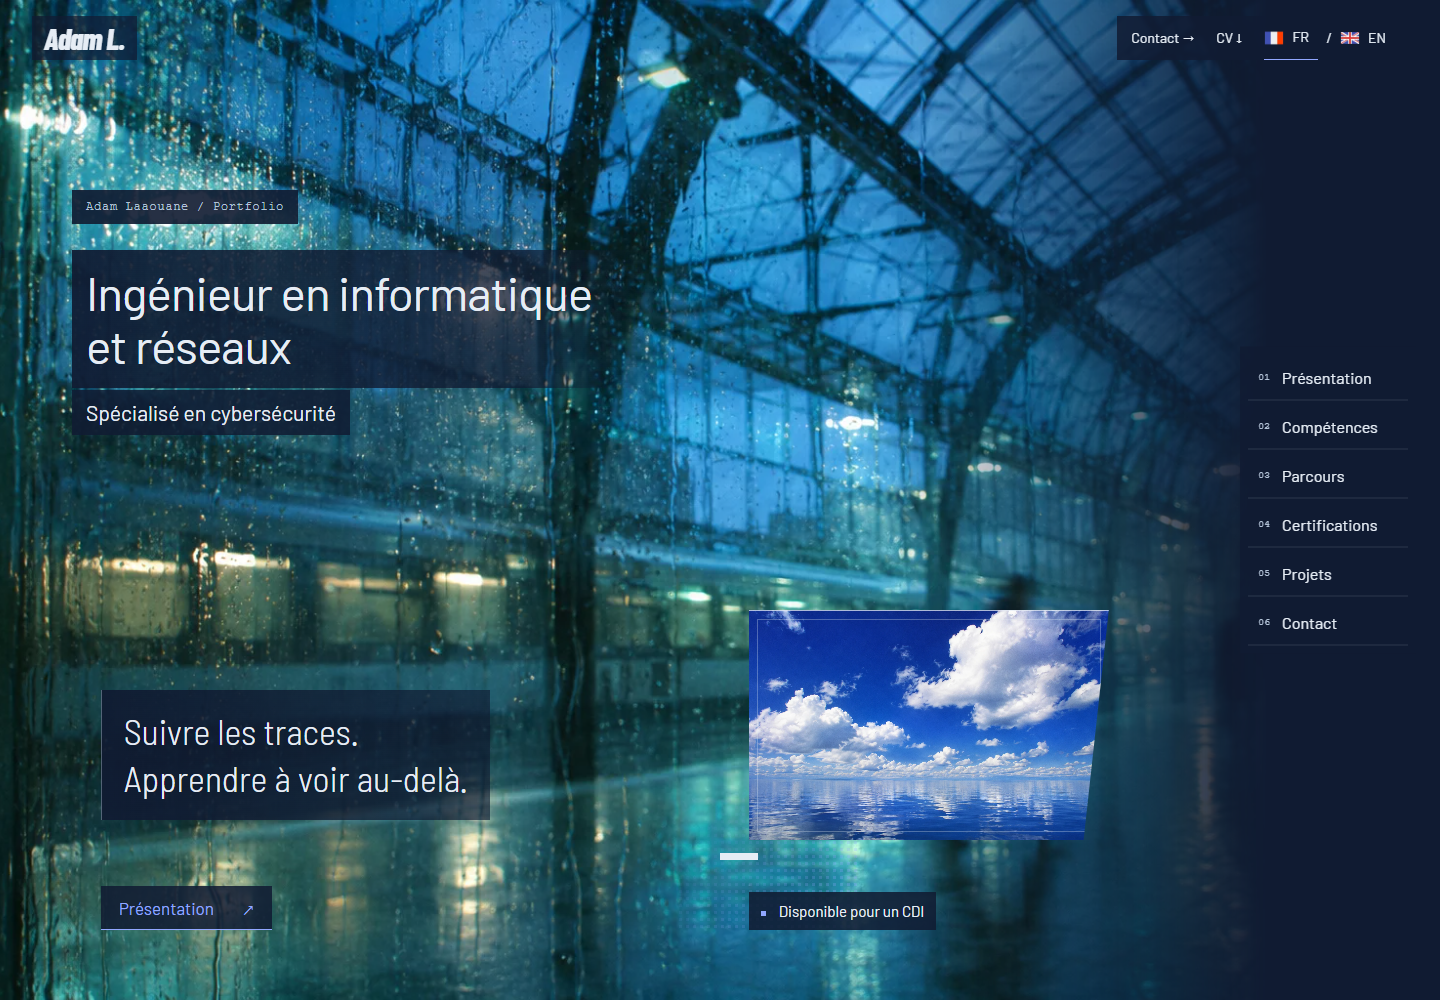 Adam L.
Contact → CV ↓ FR / EN
Adam Laaouane / Portfolio
Ingénieur en informatique
et réseaux
Spécialisé en cybersécurité
01 Présentation
02 Compétences
03 Parcours
04 Certifications
05 Projets
06 Contact
Suivre les traces.
Apprendre à voir au-delà.
Présentation ↗
Disponible pour un CDI